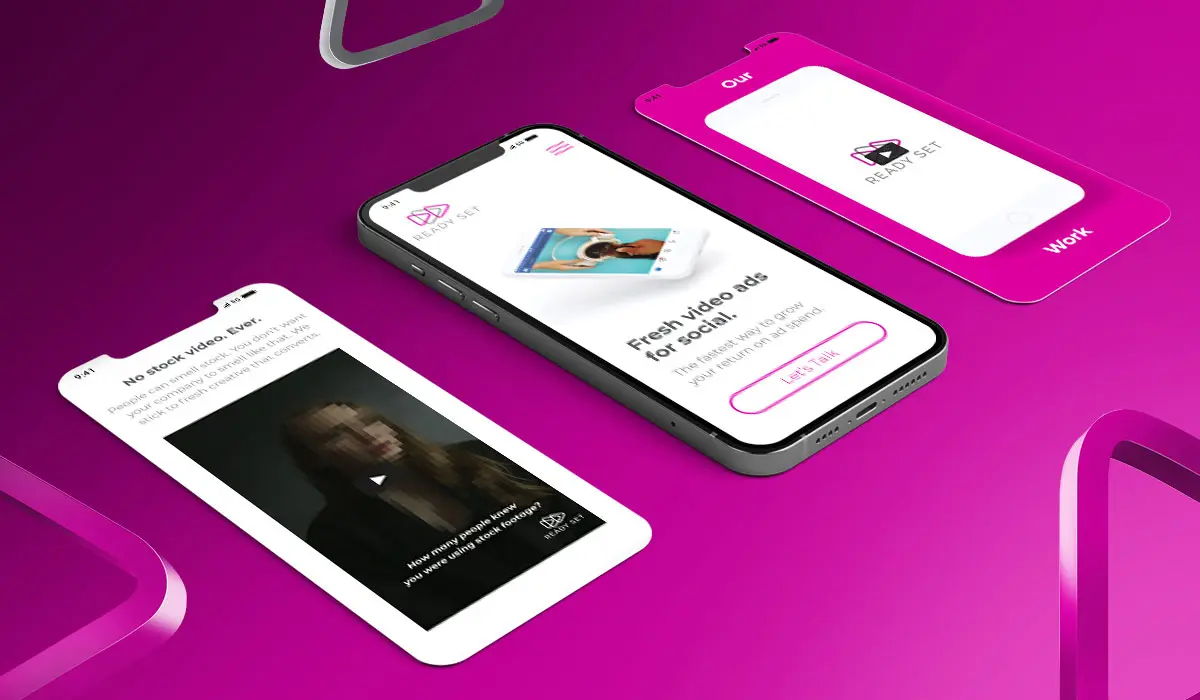 9:41
5G
No stock video. Ever.
People can smell stock. You don't want
your company to smell like that. We
stick to fresh creative that converts.
How many people knew
you were using stock footage?
READY SET
9:41
5G
READY SET
Fresh video ads
for social.
The fastest way to grow
your return on ad spend.
Let's Talk
9:41
Our
READY SET
Work